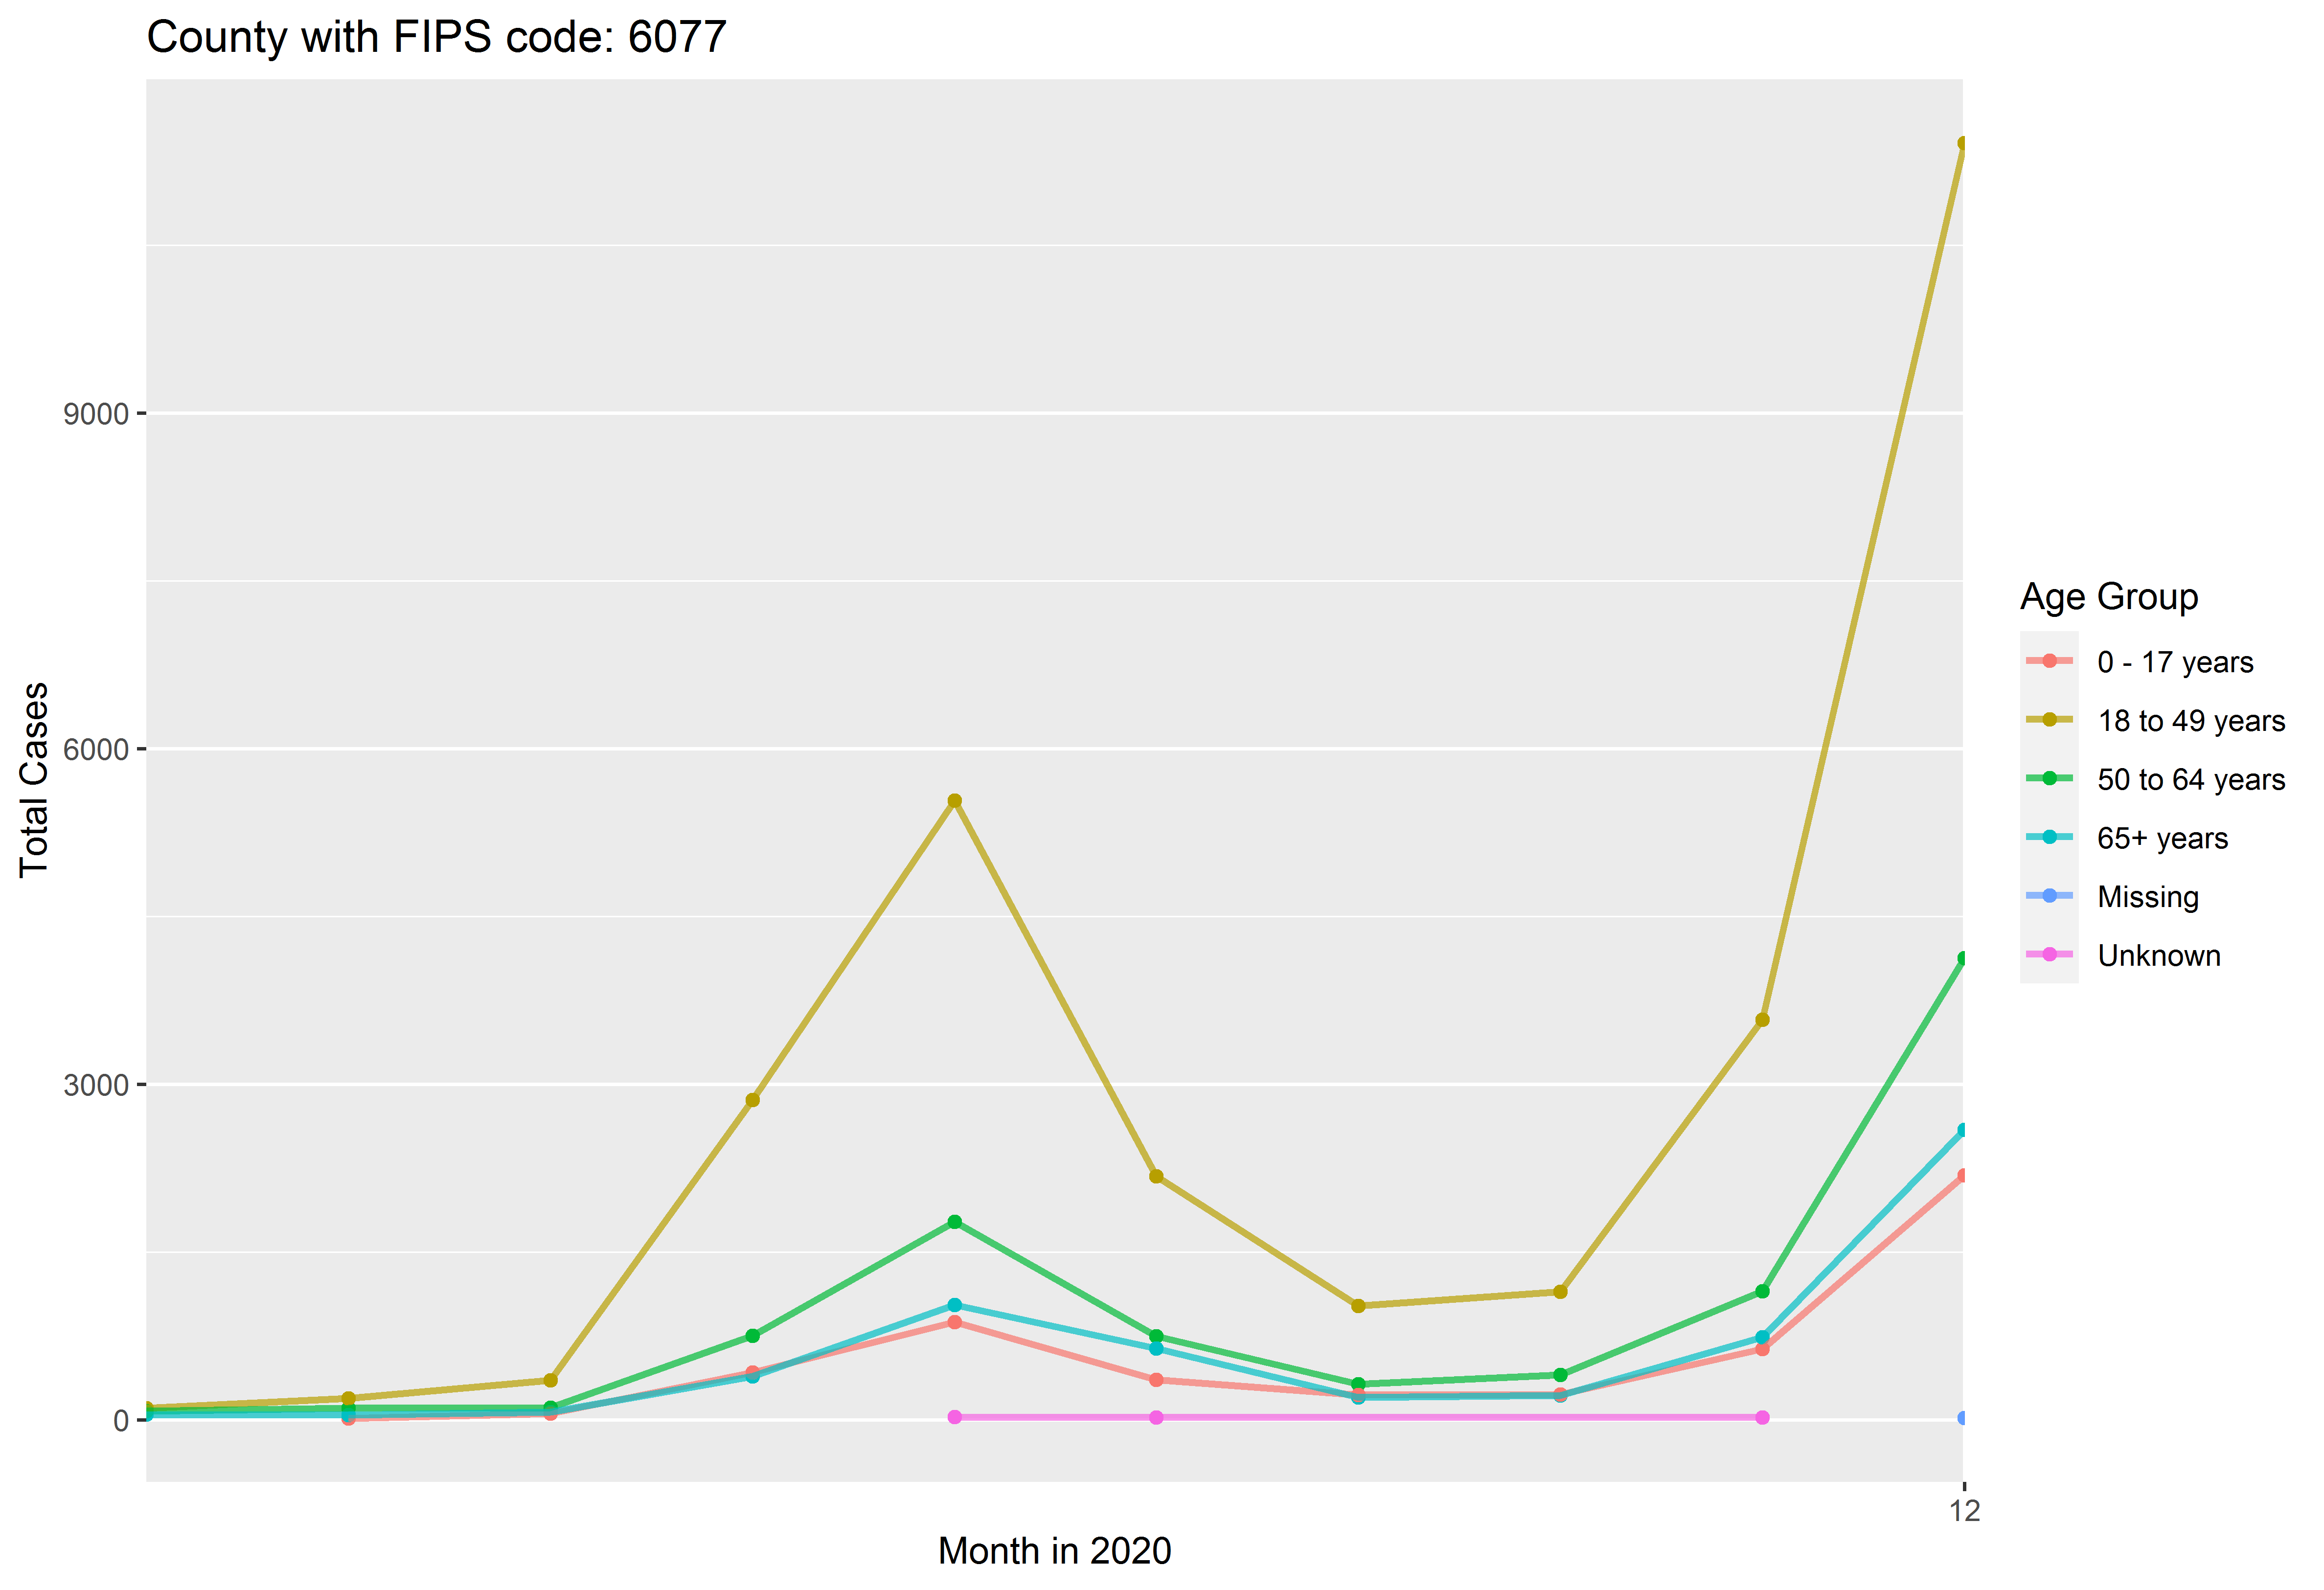 County with FIPS code: 6077
Total Cases
9000
6000
3000
0
12
Month in 2020
Age Group
0 - 17 years
18 to 49 years
50 to 64 years
65+ years
Missing
Unknown